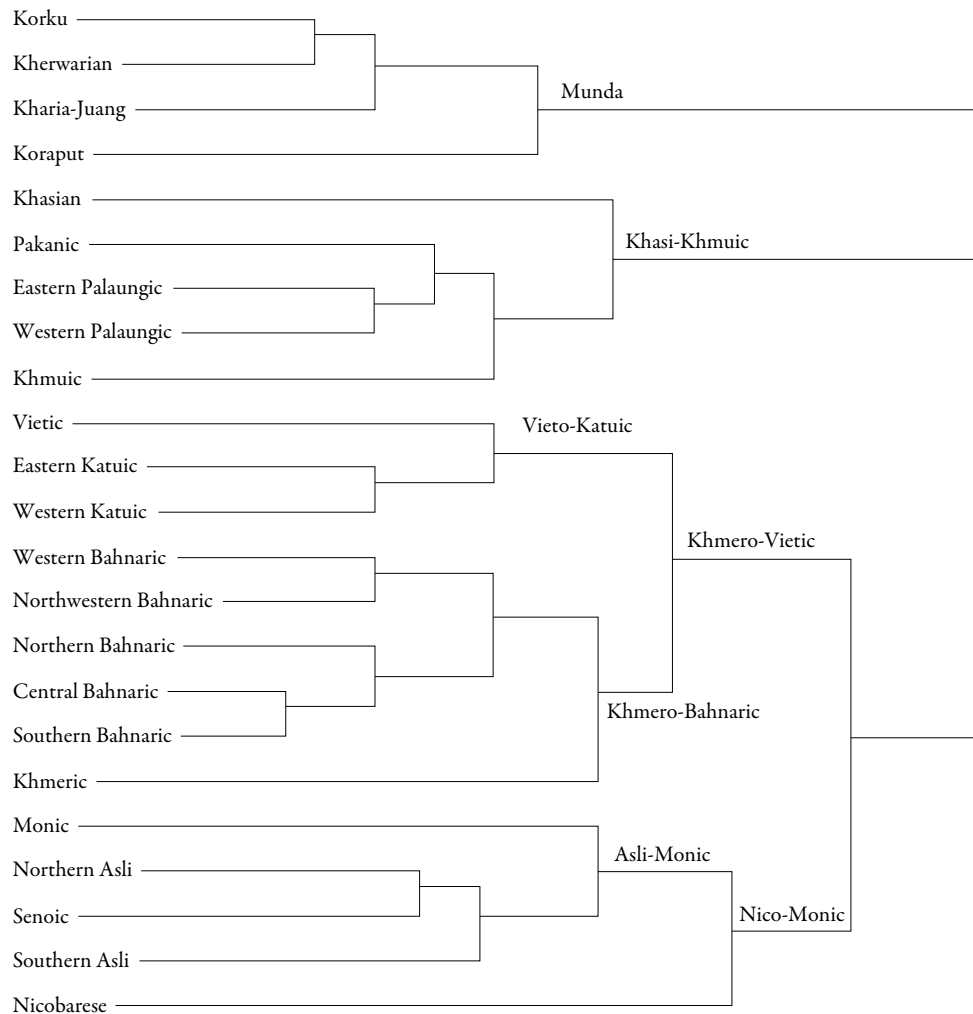 Korku
Kherwarian
Munda
Kharia-Juang
Koraput
Khasian
Khasi-Khmuic
Pakanic
Eastern Palaungic
Western Palaungic
Khmuic
Vietic
Vieto-Katuic
Eastern Katuic
Western Katuic
Khmero-Vietic
Western Bahnaric
Northwestern Bahnaric
Northern Bahnaric
Central Bahnaric
Khmero-Bahnaric
Southern Bahnaric
Khmeric
Monic
Asli-Monic
Northern Asli
Senoic
Nico-Monic
Southern Asli
Nicobarese